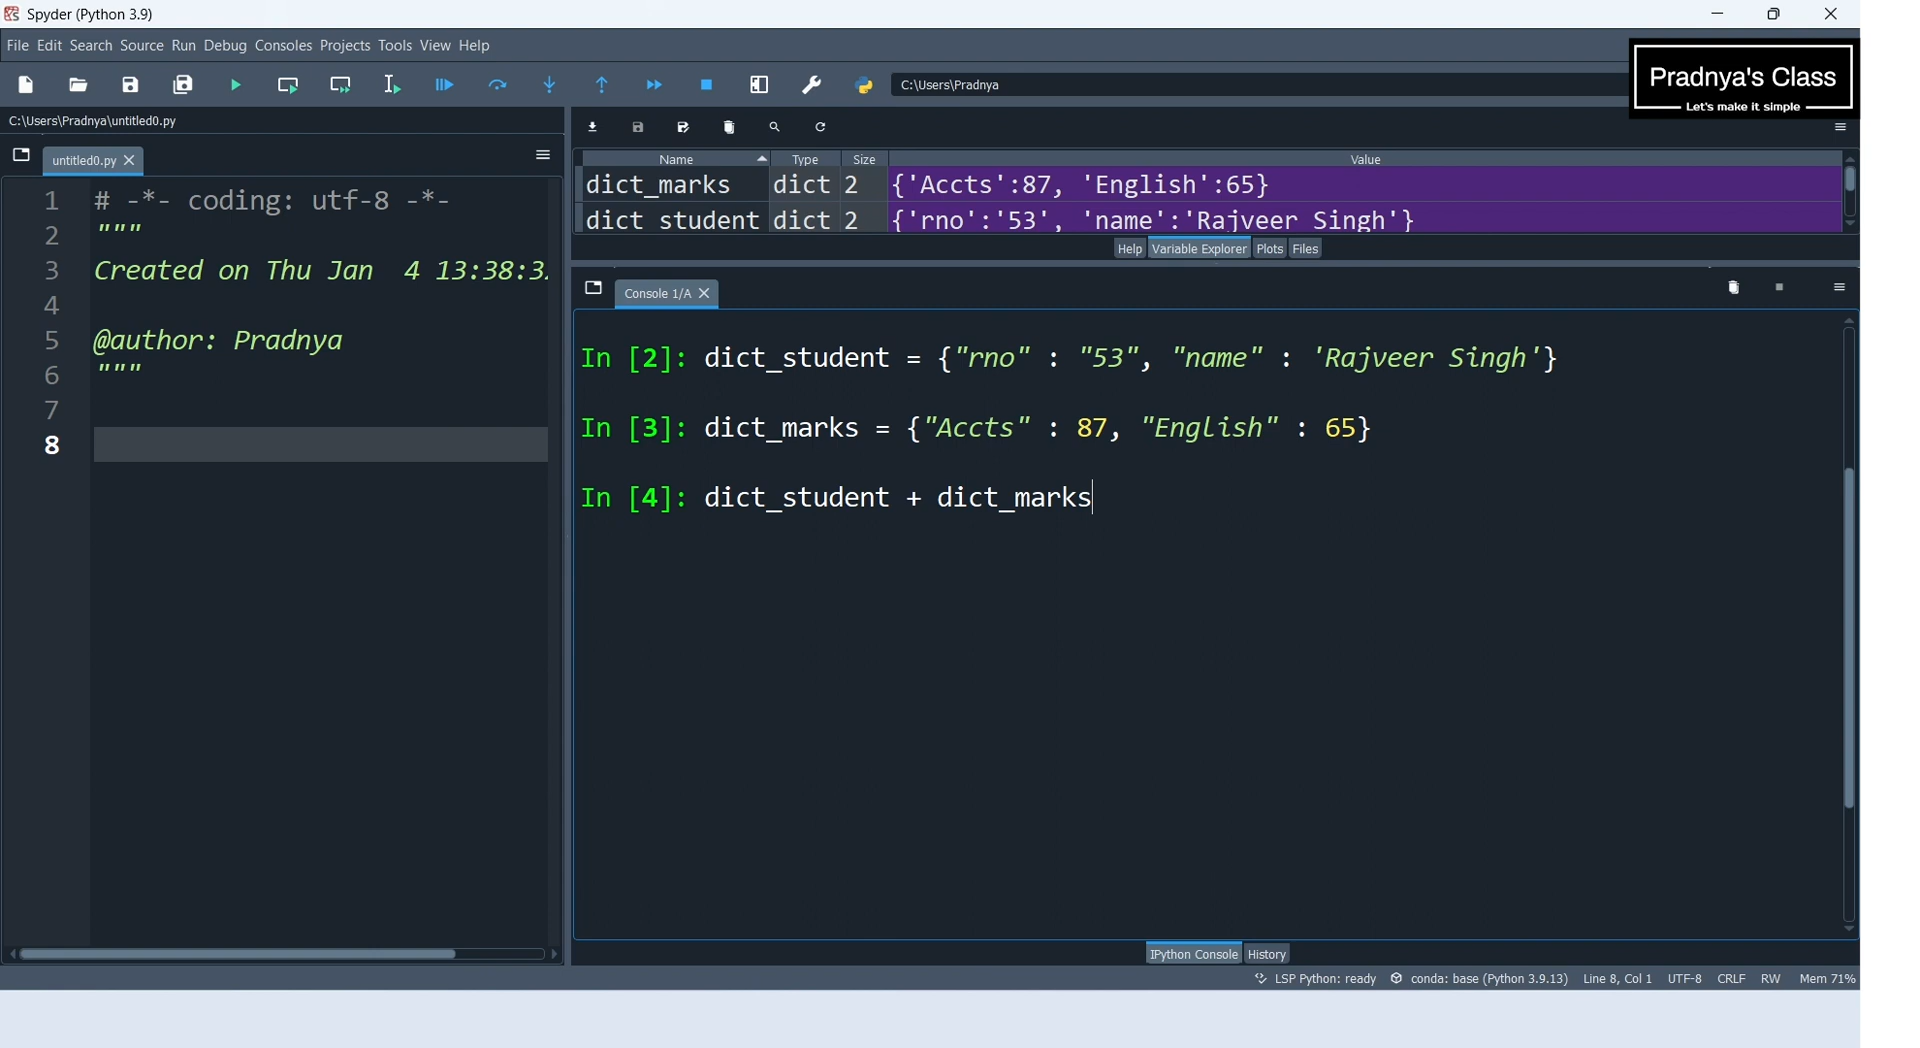 Spyder (Python 3.9)
File Edit Search Source Run Debug Consoles Projects Tools View Help
C:\Users\Pradnya
Pradnya's Class
Let's make it simple
C:\Users\Pradnya\untitled0.py
untitled0.py
1 # -*- coding: utf-8 -*-
2 """
3 Created on Thu Jan  4 13:38:3
4
5 @author: Pradnya
6 """
7
8
Name Type Size Value
dict_marks dict 2 {'Accts':87, 'English':65}
dict_student dict 2 {'rno':'53', 'name':'Rajveer Singh'}
Help Variable Explorer Plots Files
Console 1/A
In [2]: dict_student = {"rno" : "53", "name" : 'Rajveer Singh'}
In [3]: dict_marks = {"Accts" : 87, "English" : 65}
In [4]: dict_student + dict_marks
IPython Console History
LSP Python: ready conda: base (Python 3.9.13) Line 8, Col 1 UTF-8 CRLF RW Mem 71%